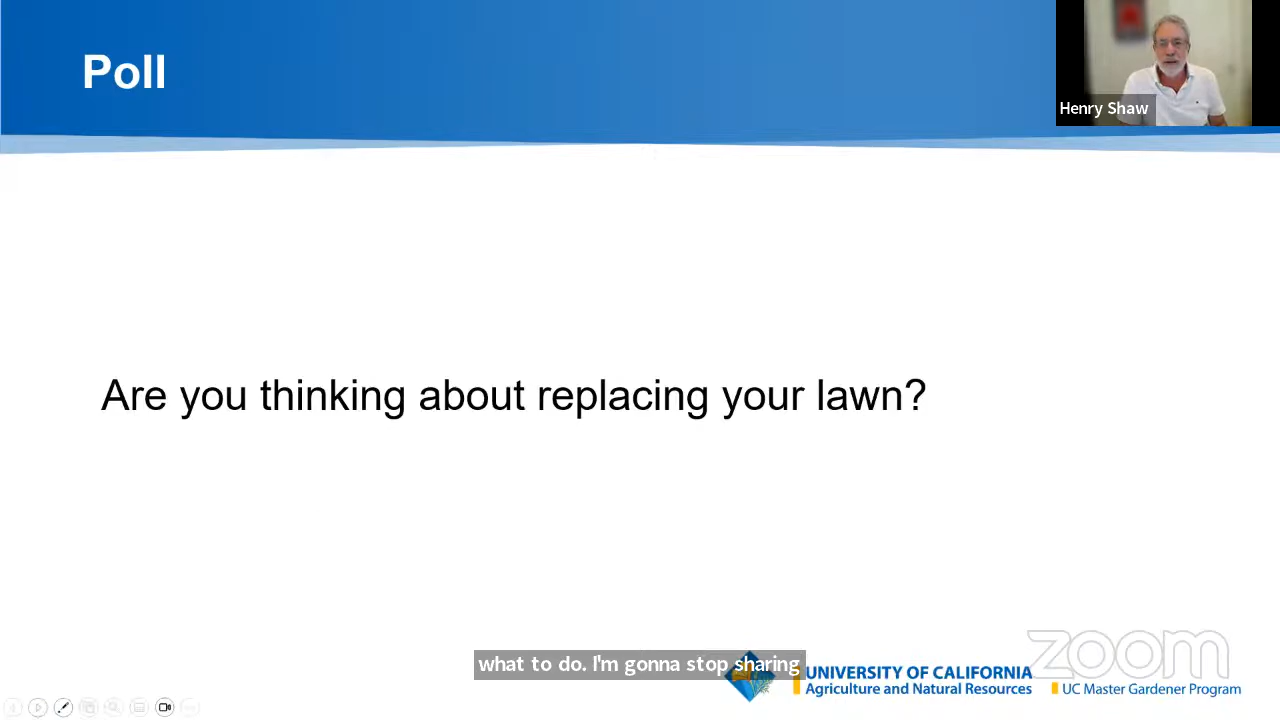 Poll
Henry Shaw
Are you thinking about replacing your lawn?
what to do. I'm gonna stop sharing
zoom
UNIVERSITY OF CALIFORNIA
Agriculture and Natural Resources
UC Master Gardener Program